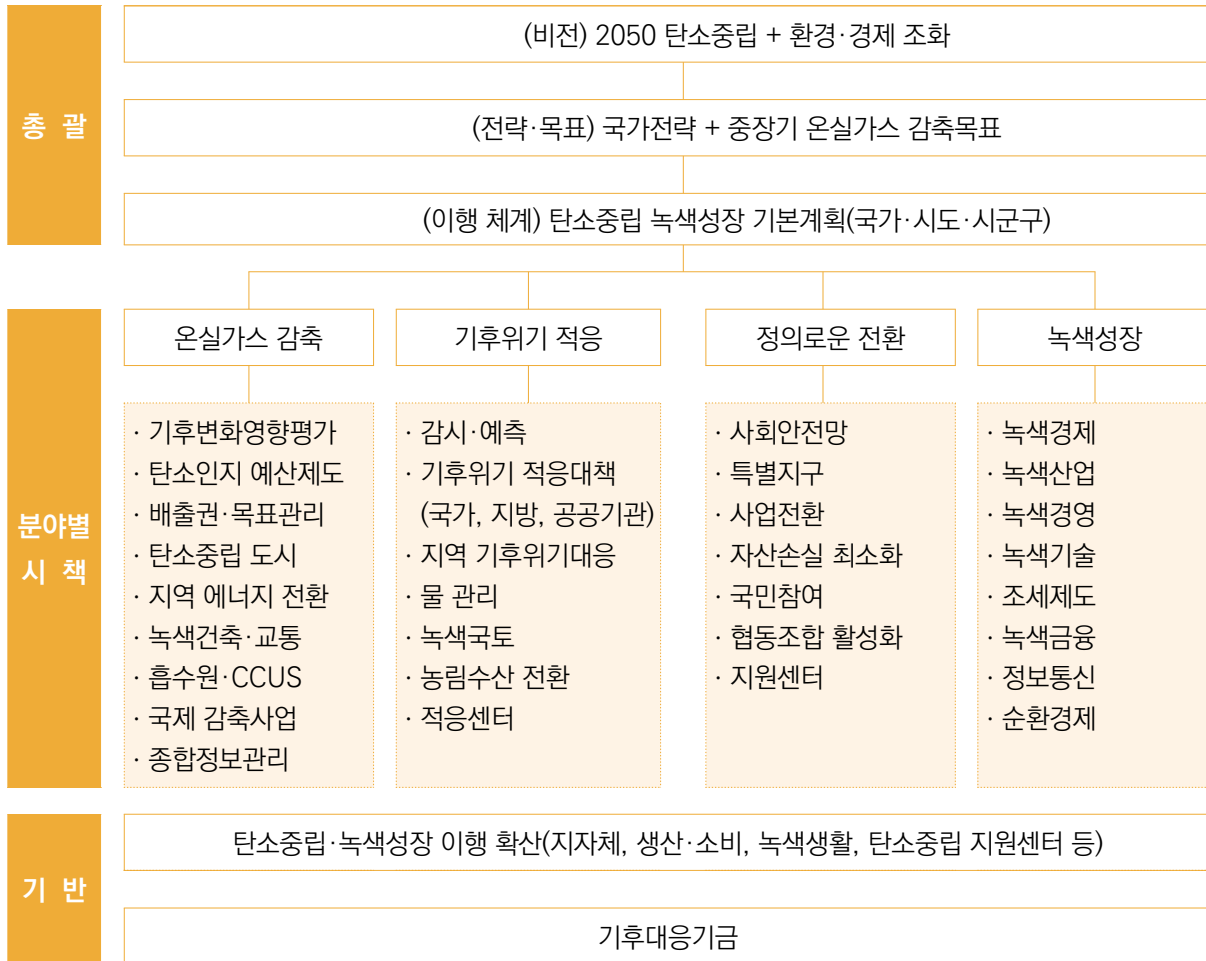 총 괄
(비전) 2050 탄소중립 + 환경·경제 조화
(전략·목표) 국가전략 + 중장기 온실가스 감축목표
(이행 체계) 탄소중립 녹색성장 기본계획(국가·시도·시군구)
분야별
시 책
온실가스 감축
· 기후변화영향평가
· 탄소인지 예산제도
· 배출권·목표관리
· 탄소중립 도시
· 지역 에너지 전환
· 녹색건축·교통
· 흡수원·CCUS
· 국제 감축사업
· 종합정보관리
기후위기 적응
· 감시·예측
· 기후위기 적응대책
(국가, 지방, 공공기관)
· 지역 기후위기대응
· 물 관리
· 녹색국토
· 농림수산 전환
· 적응센터
정의로운 전환
· 사회안전망
· 특별지구
· 사업전환
· 자산손실 최소화
· 국민참여
· 협동조합 활성화
· 지원센터
녹색성장
· 녹색경제
· 녹색산업
· 녹색경영
· 녹색기술
· 조세제도
· 녹색금융
· 정보통신
· 순환경제
기 반
탄소중립·녹색성장 이행 확산(지자체, 생산·소비, 녹색생활, 탄소중립 지원센터 등)
기후대응기금